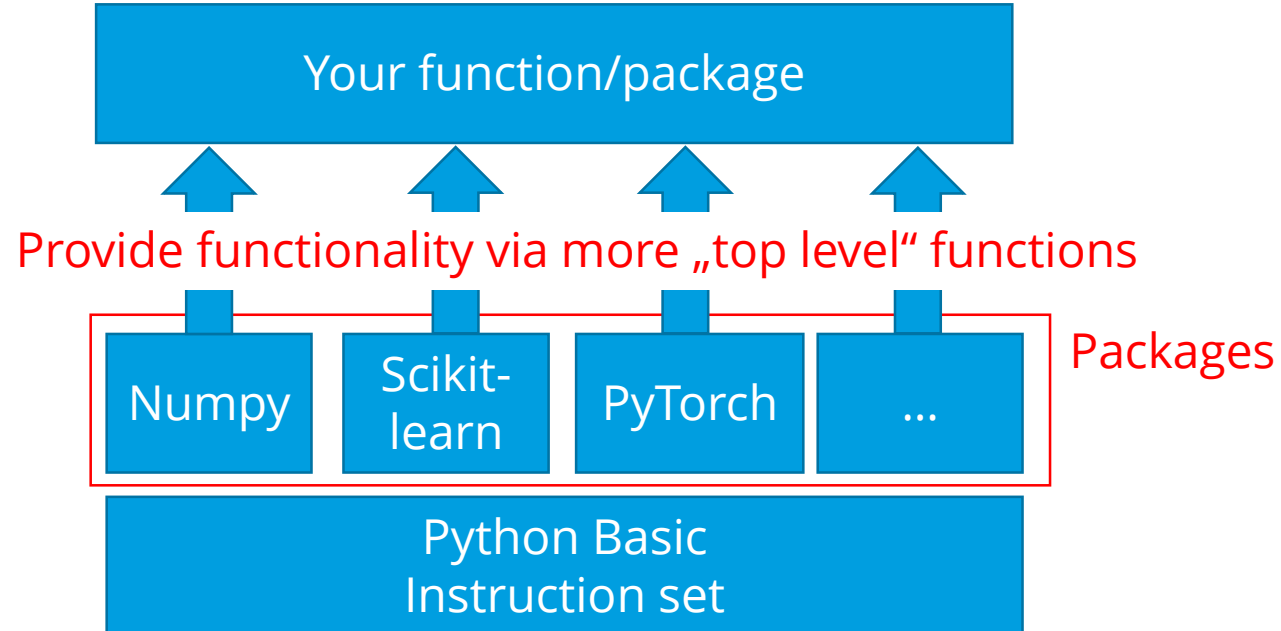 Your function/package
Provide functionality via more „top level“ functions
Packages
Numpy
Scikit-
learn
PyTorch
...
Python Basic
Instruction set